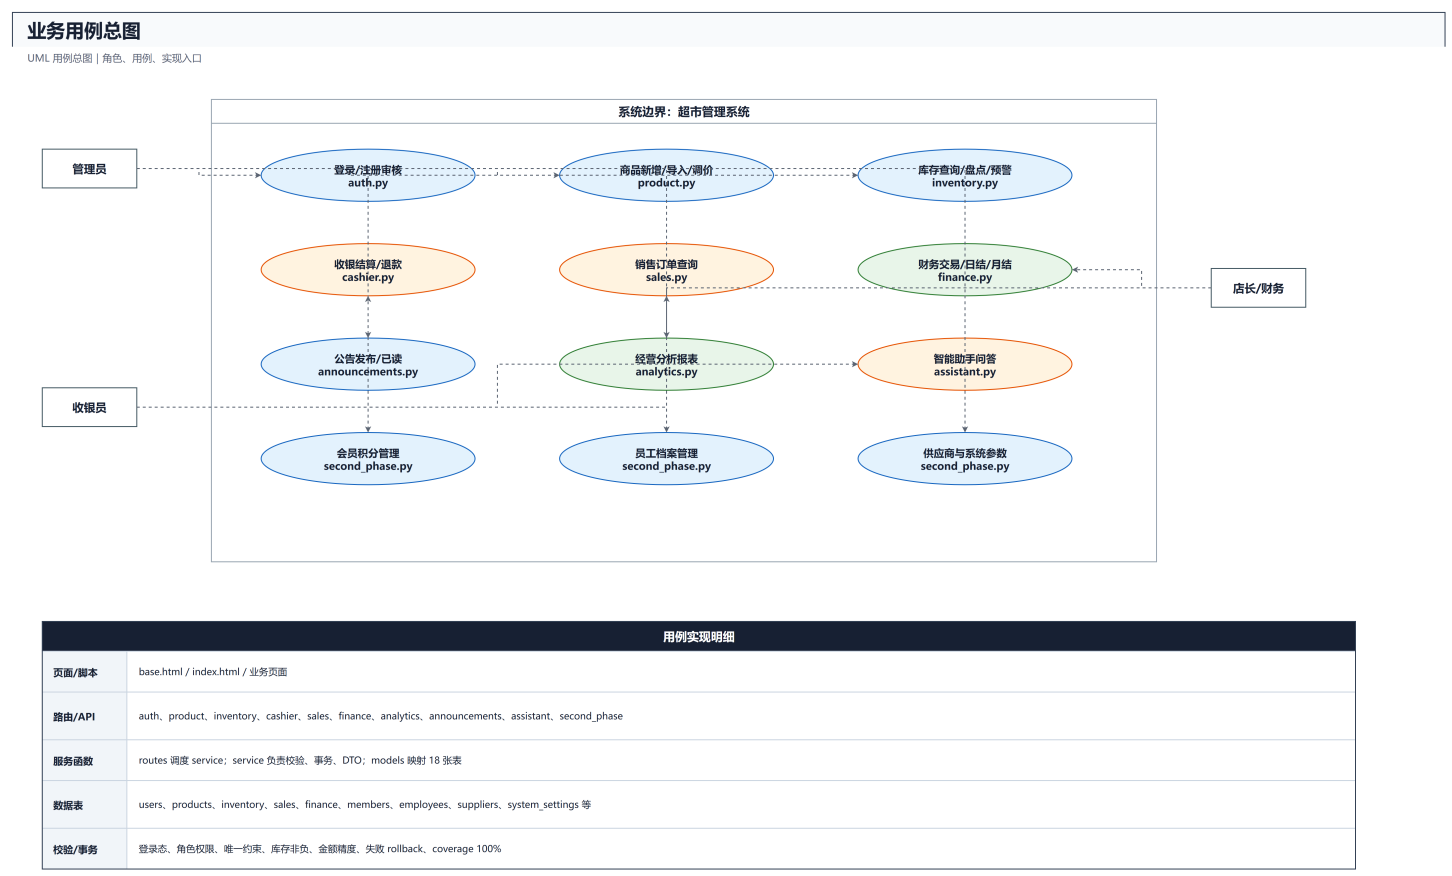 业务用例总图
UML 用例总图 | 角色、用例、实现入口
系统边界：超市管理系统
管理员
登录/注册审核
auth.py
商品新增/导入/调价
product.py
库存查询/盘点/预警
inventory.py
收银结算/退款
cashier.py
销售订单查询
sales.py
财务交易/日结/月结
finance.py
店长/财务
公告发布/已读
announcements.py
经营分析报表
analytics.py
智能助手问答
assistant.py
收银员
会员积分管理
second_phase.py
员工档案管理
second_phase.py
供应商与系统参数
second_phase.py
用例实现明细
页面/脚本
base.html / index.html / 业务页面
路由/API
auth、product、inventory、cashier、sales、finance、analytics、announcements、assistant、second_phase
服务函数
routes 调度 service；service 负责校验、事务、DTO；models 映射 18 张表
数据表
users、products、inventory、sales、finance、members、employees、suppliers、system_settings 等
校验/事务
登录态、角色权限、唯一约束、库存非负、金额精度、失败 rollback、coverage 100%